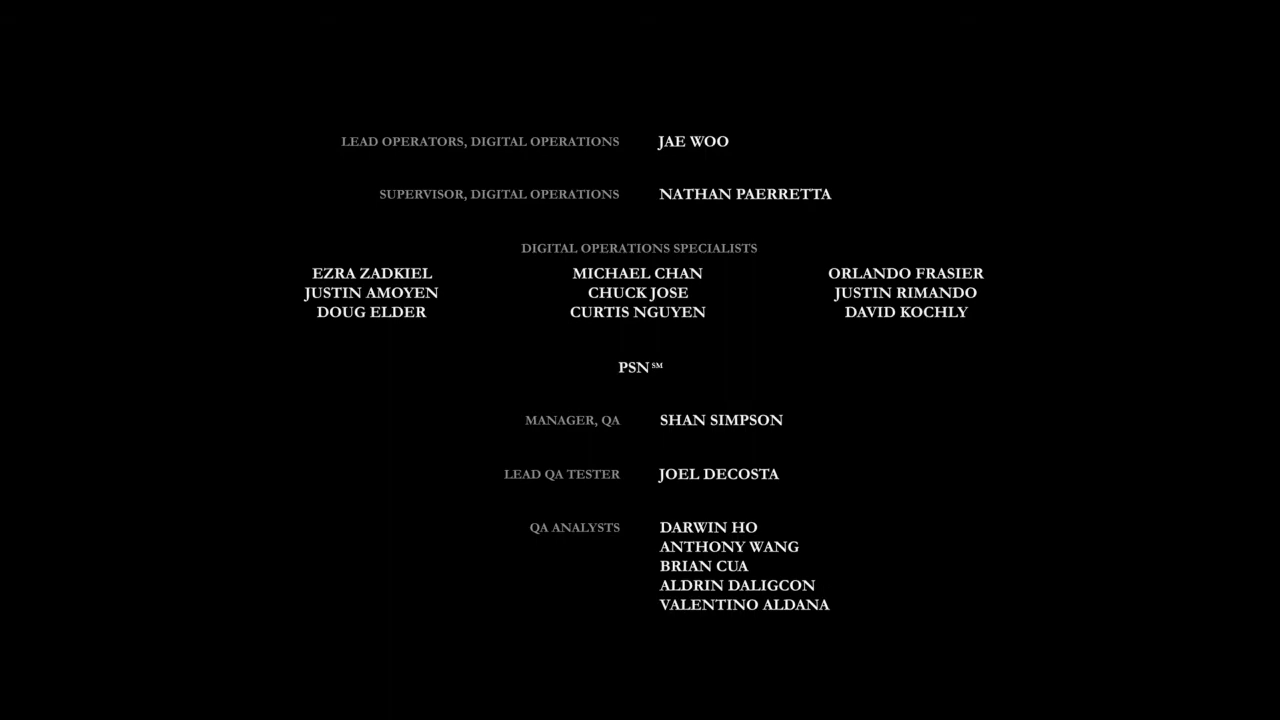 LEAD OPERATORS, DIGITAL OPERATIONS JAE WOO
SUPERVISOR, DIGITAL OPERATIONS NATHAN PAERRETTA
DIGITAL OPERATIONS SPECIALISTS
EZRA ZADKIEL MICHAEL CHAN ORLANDO FRASIER
JUSTIN AMOYEN CHUCK JOSE JUSTIN RIMANDO
DOUG ELDER CURTIS NGUYEN DAVID KOCHLY
PSN℠
MANAGER, QA SHAN SIMPSON
LEAD QA TESTER JOEL DECOSTA
QA ANALYSTS DARWIN HO
ANTHONY WANG
BRIAN CUA
ALDRIN DALIGCON
VALENTINO ALDANA